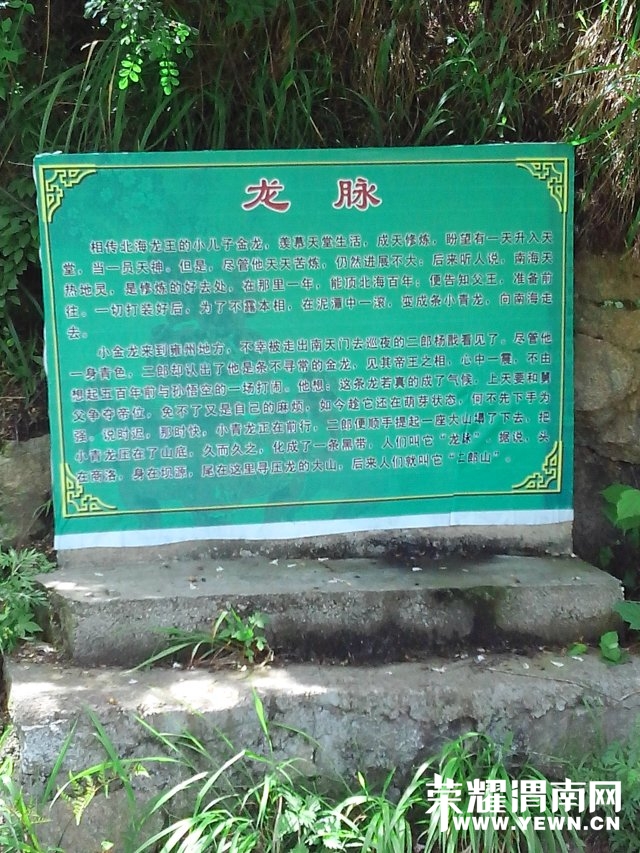 龙脉
相传北海龙王的小儿子金龙，羡慕天堂生活，成天修炼，盼望有一天升入天
堂，当一员天神。但是，尽管他天天苦炼，仍然进展不大。后来听人说，南海天
热地灵，是修炼的好去处，在那里一年，能顶北海百年，便告知父王，准备前
往。一切打装好后，为了不露本相，在泥潭中一滚，变成条小青龙，向南海走
去。
小金龙来到雍州地方，不幸被走出南天门去巡夜的二郎杨戬看见了。尽管他
一身青色，二郎却认出了他是条不寻常的金龙，见其帝王之相，心中一震，不由
想起五百年前与孙悟空的一场打闹。他想：这条龙若真的成了气候，上天要和舅
父争夺帝位，免不了又是自己的麻烦，如今趁它还在萌芽状态，何不先下手为
强。说时迟，那时快，小青龙正在前行，二郎便顺手提起一座大山塌了下去，把
小青龙压在了山底，久而久之，化成了一条黑带，人们叫它“龙脉”。据说，头
在商洛，身在坝源，尾在这里寻压龙的大山，后来人们就叫它“二郎山”。
荣耀渭南网
WWW.YEWN.CN